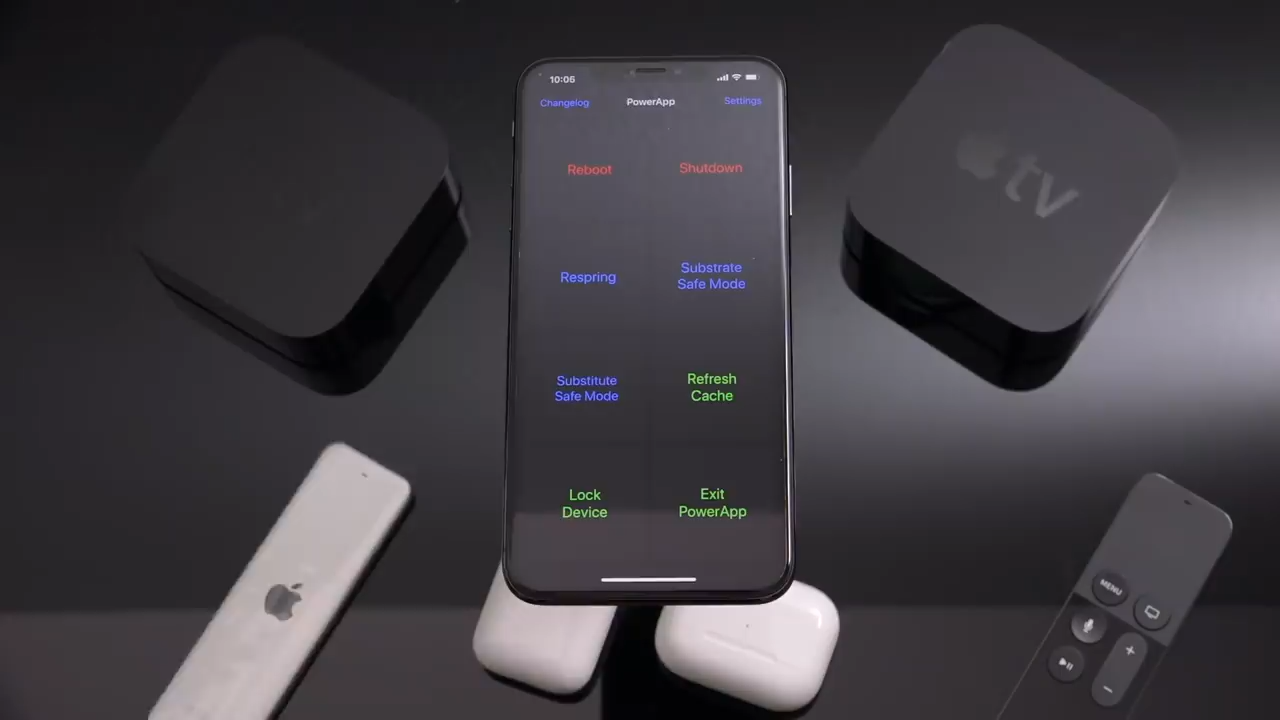 10:06
Changelog PowerApp Settings
Reboot Shutdown
Respring
Substrate
Safe Mode
Substitute
Safe Mode
Refresh
Cache
Lock
Device
Exit
PowerApp
tv
MENU